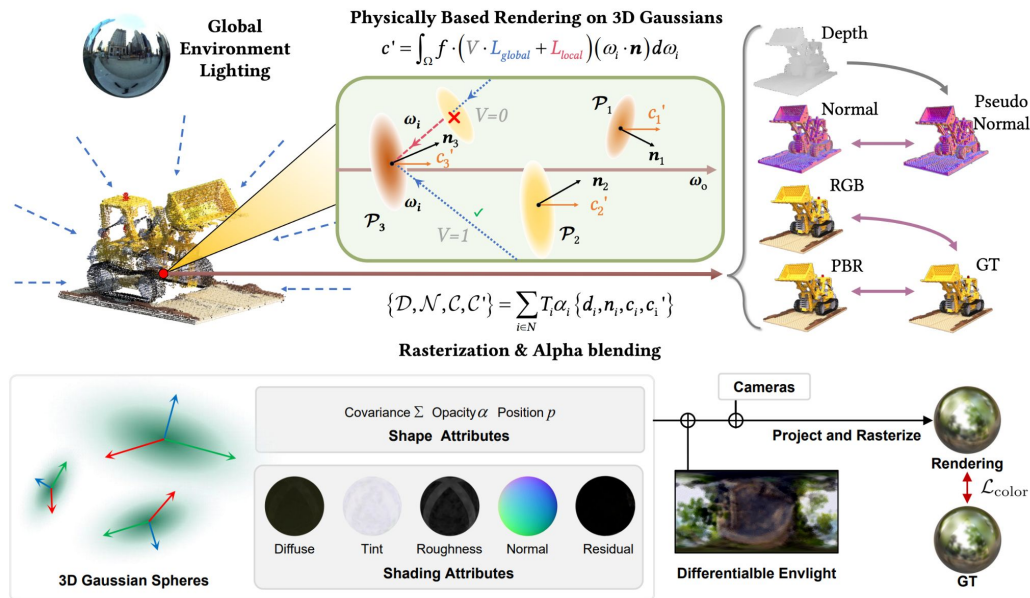 Physically Based Rendering on 3D Gaussians
c' = ∫_Ω f · (V · L_global + L_local)(ω_i · n)dω_i
Global
Environment
Lighting
V=0
ω_i
n_3
c_3'
P_3
ω_i
V=1
P_1
c_1'
n_1
n_2
c_2'
P_2
ω_o
Depth
Normal
Pseudo
Normal
RGB
PBR
GT
{D, N, C, C'} = ∑_{i∈N} T_i α_i {d_i, n_i, c_i, c_i'}
Rasterization & Alpha blending
3D Gaussian Spheres
Covariance Σ Opacity α Position p
Shape Attributes
Diffuse
Tint
Roughness
Normal
Residual
Shading Attributes
Cameras
Project and Rasterize
Differentialble Envlight
Rendering
L_color
GT